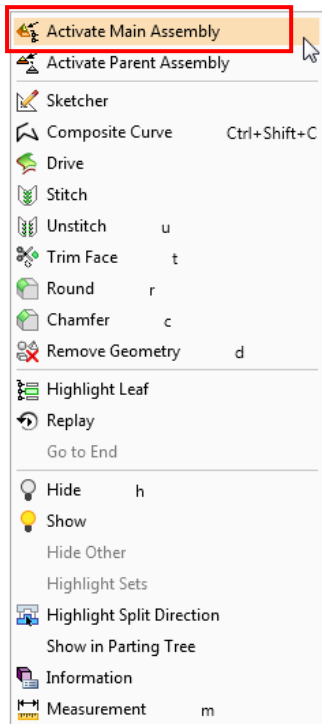 Activate Main Assembly
Activate Parent Assembly
Sketcher
Composite Curve Ctrl+Shift+C
Drive
Stitch
Unstitch u
Trim Face t
Round r
Chamfer c
Remove Geometry d
Highlight Leaf
Replay
Go to End
Hide h
Show
Hide Other
Highlight Sets
Highlight Split Direction
Show in Parting Tree
Information
Measurement m